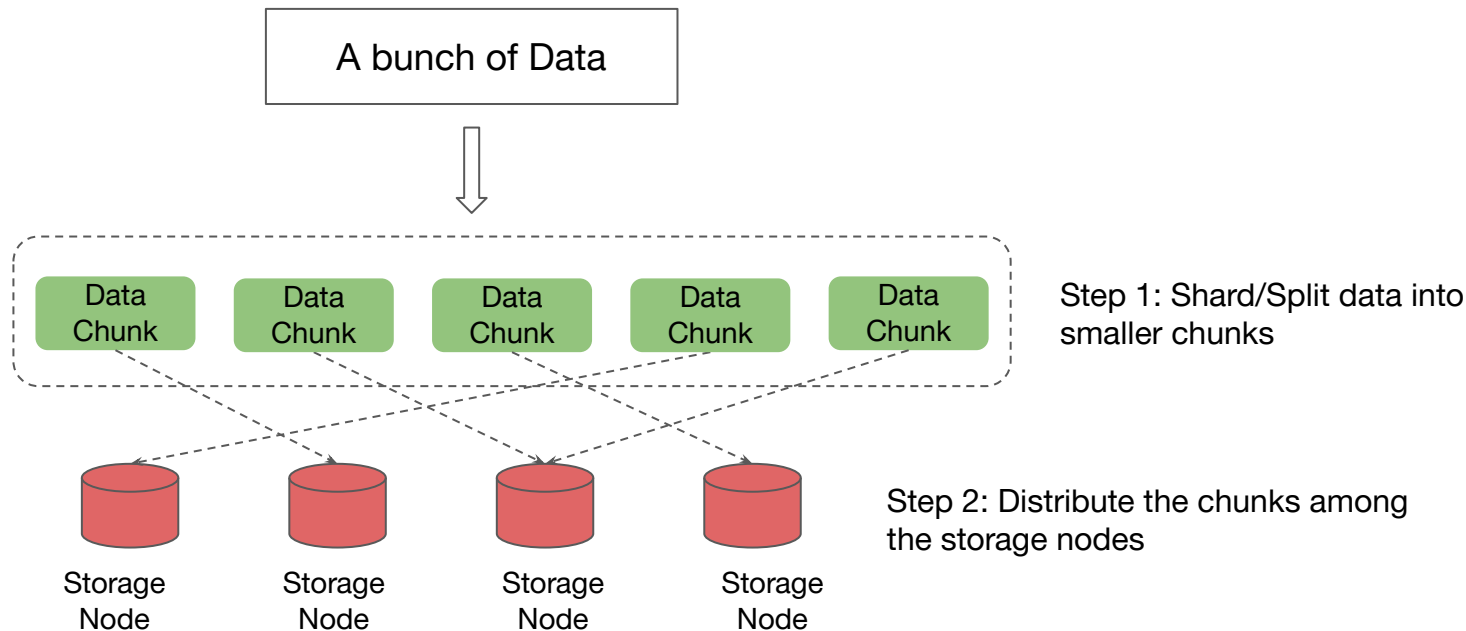 A bunch of Data
Data
Chunk
Data
Chunk
Data
Chunk
Data
Chunk
Data
Chunk
Step 1: Shard/Split data into
smaller chunks
Step 2: Distribute the chunks among
the storage nodes
Storage
Node
Storage
Node
Storage
Node
Storage
Node